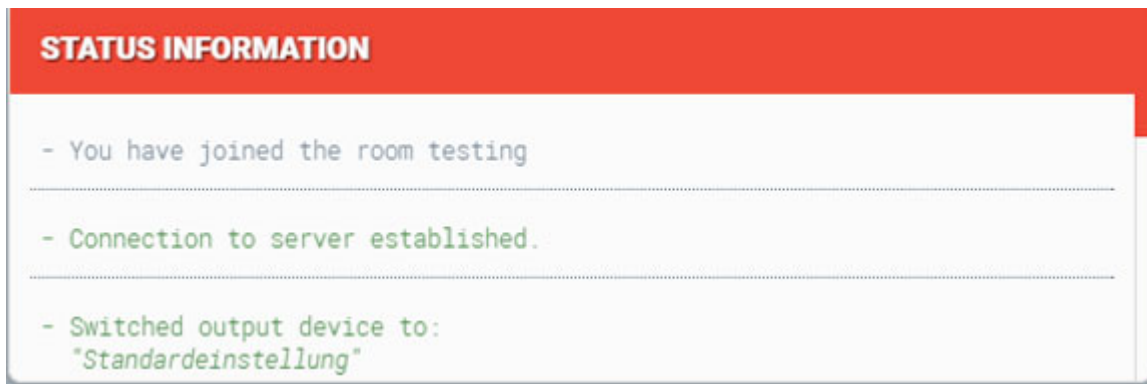 STATUS INFORMATION
- You have joined the room testing
- Connection to server established.
- Switched output device to:
"Standardeinstellung"